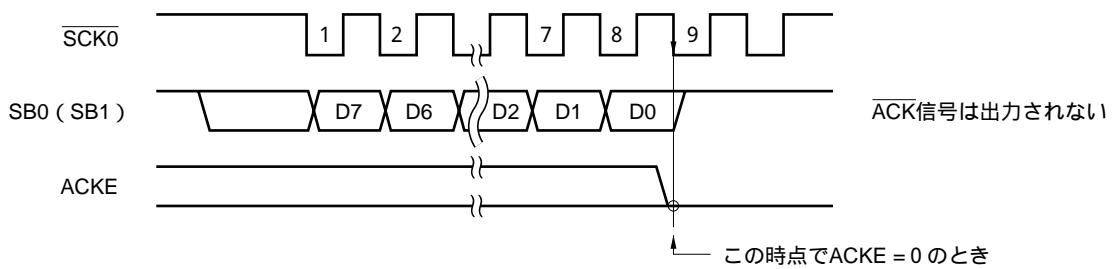 SCK0 1 2 7 8 9
SB0 ( SB1 ) D7 D6 D2 D1 D0 ACK信号は出力されない
ACKE
この時点でACKE = 0 のとき